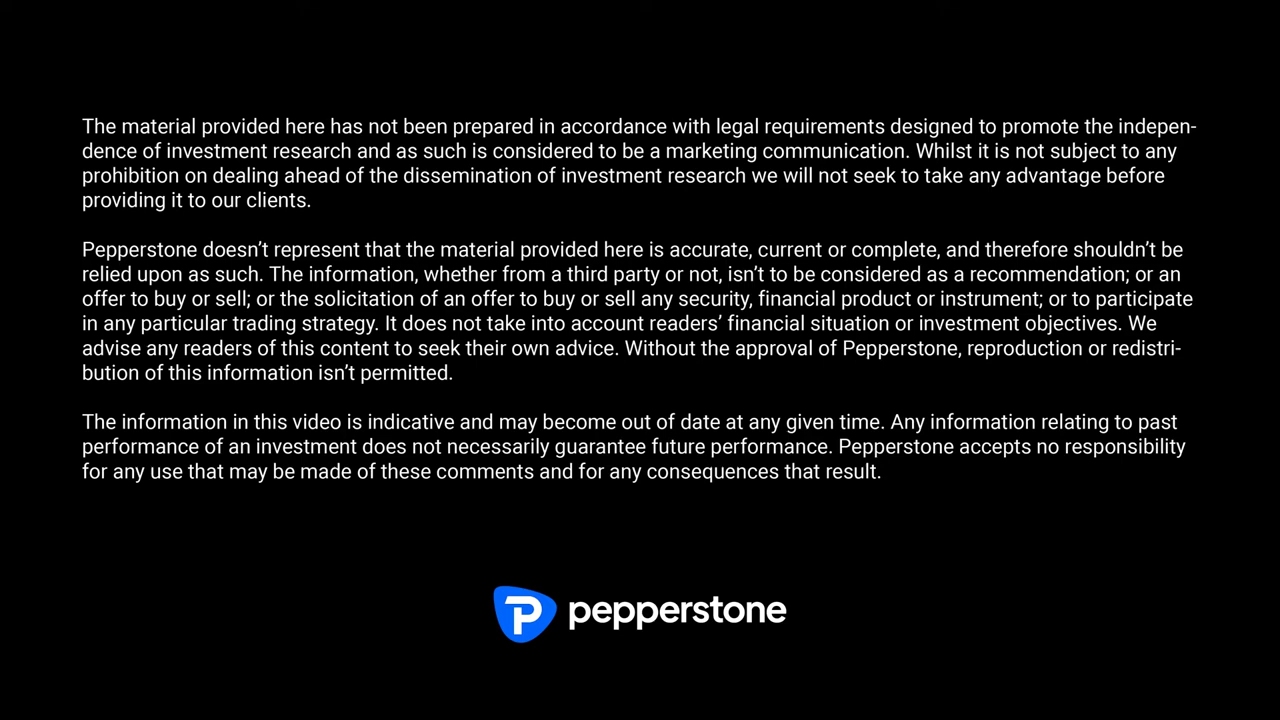 The material provided here has not been prepared in accordance with legal requirements designed to promote the indepen-
dence of investment research and as such is considered to be a marketing communication. Whilst it is not subject to any
prohibition on dealing ahead of the dissemination of investment research we will not seek to take any advantage before
providing it to our clients.
Pepperstone doesn’t represent that the material provided here is accurate, current or complete, and therefore shouldn’t be
relied upon as such. The information, whether from a third party or not, isn’t to be considered as a recommendation; or an
offer to buy or sell; or the solicitation of an offer to buy or sell any security, financial product or instrument; or to participate
in any particular trading strategy. It does not take into account readers’ financial situation or investment objectives. We
advise any readers of this content to seek their own advice. Without the approval of Pepperstone, reproduction or redistri-
bution of this information isn’t permitted.
The information in this video is indicative and may become out of date at any given time. Any information relating to past
performance of an investment does not necessarily guarantee future performance. Pepperstone accepts no responsibility
for any use that may be made of these comments and for any consequences that result.
P pepperstone